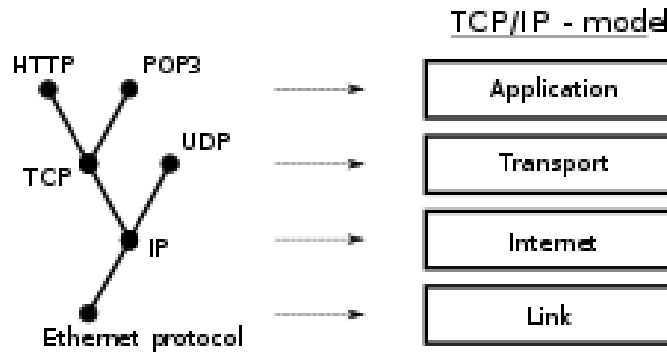 TCP/IP - model
HTTP
POP3
Application
UDP
TCP
Transport
IP
Internet
Ethernet protocol
Link